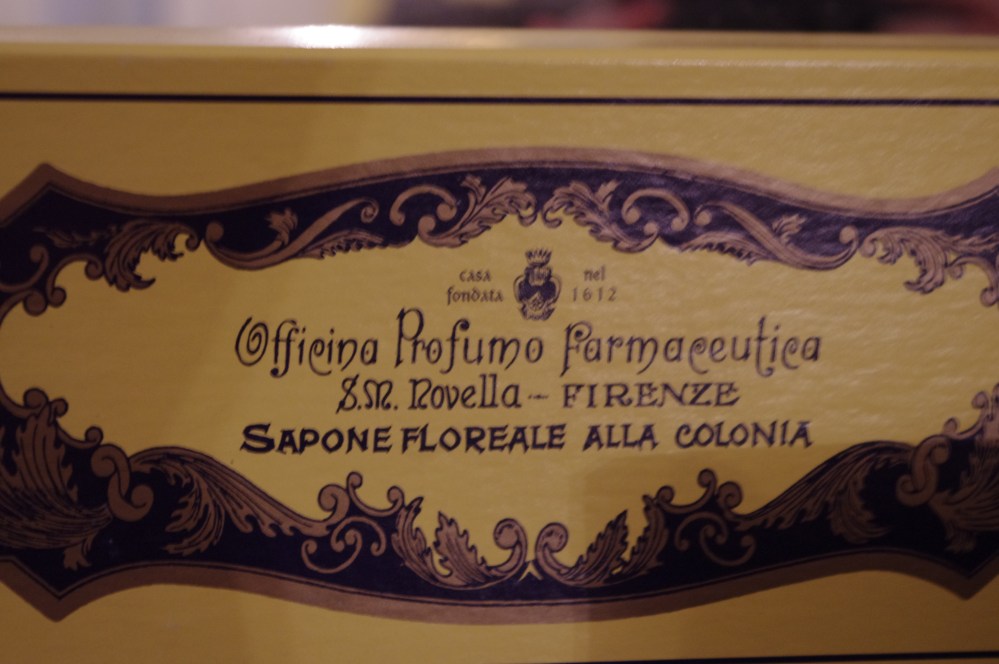 casa nel
fondata 1612
Officina Profumo Farmaceutica
S.M. Novella - FIRENZE
SAPONE FLOREALE ALLA COLONIA